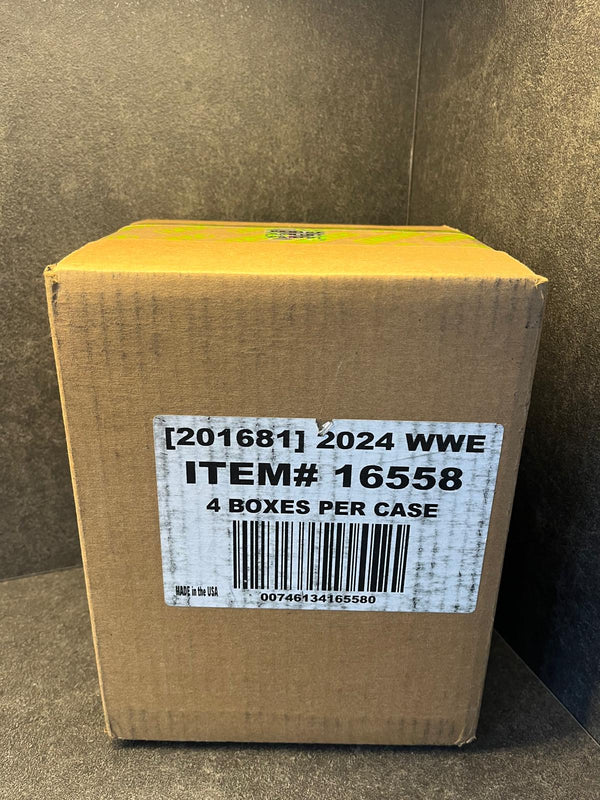 [201681] 2024 WWE
ITEM# 16558
4 BOXES PER CASE
MADE in the USA
00746134165580